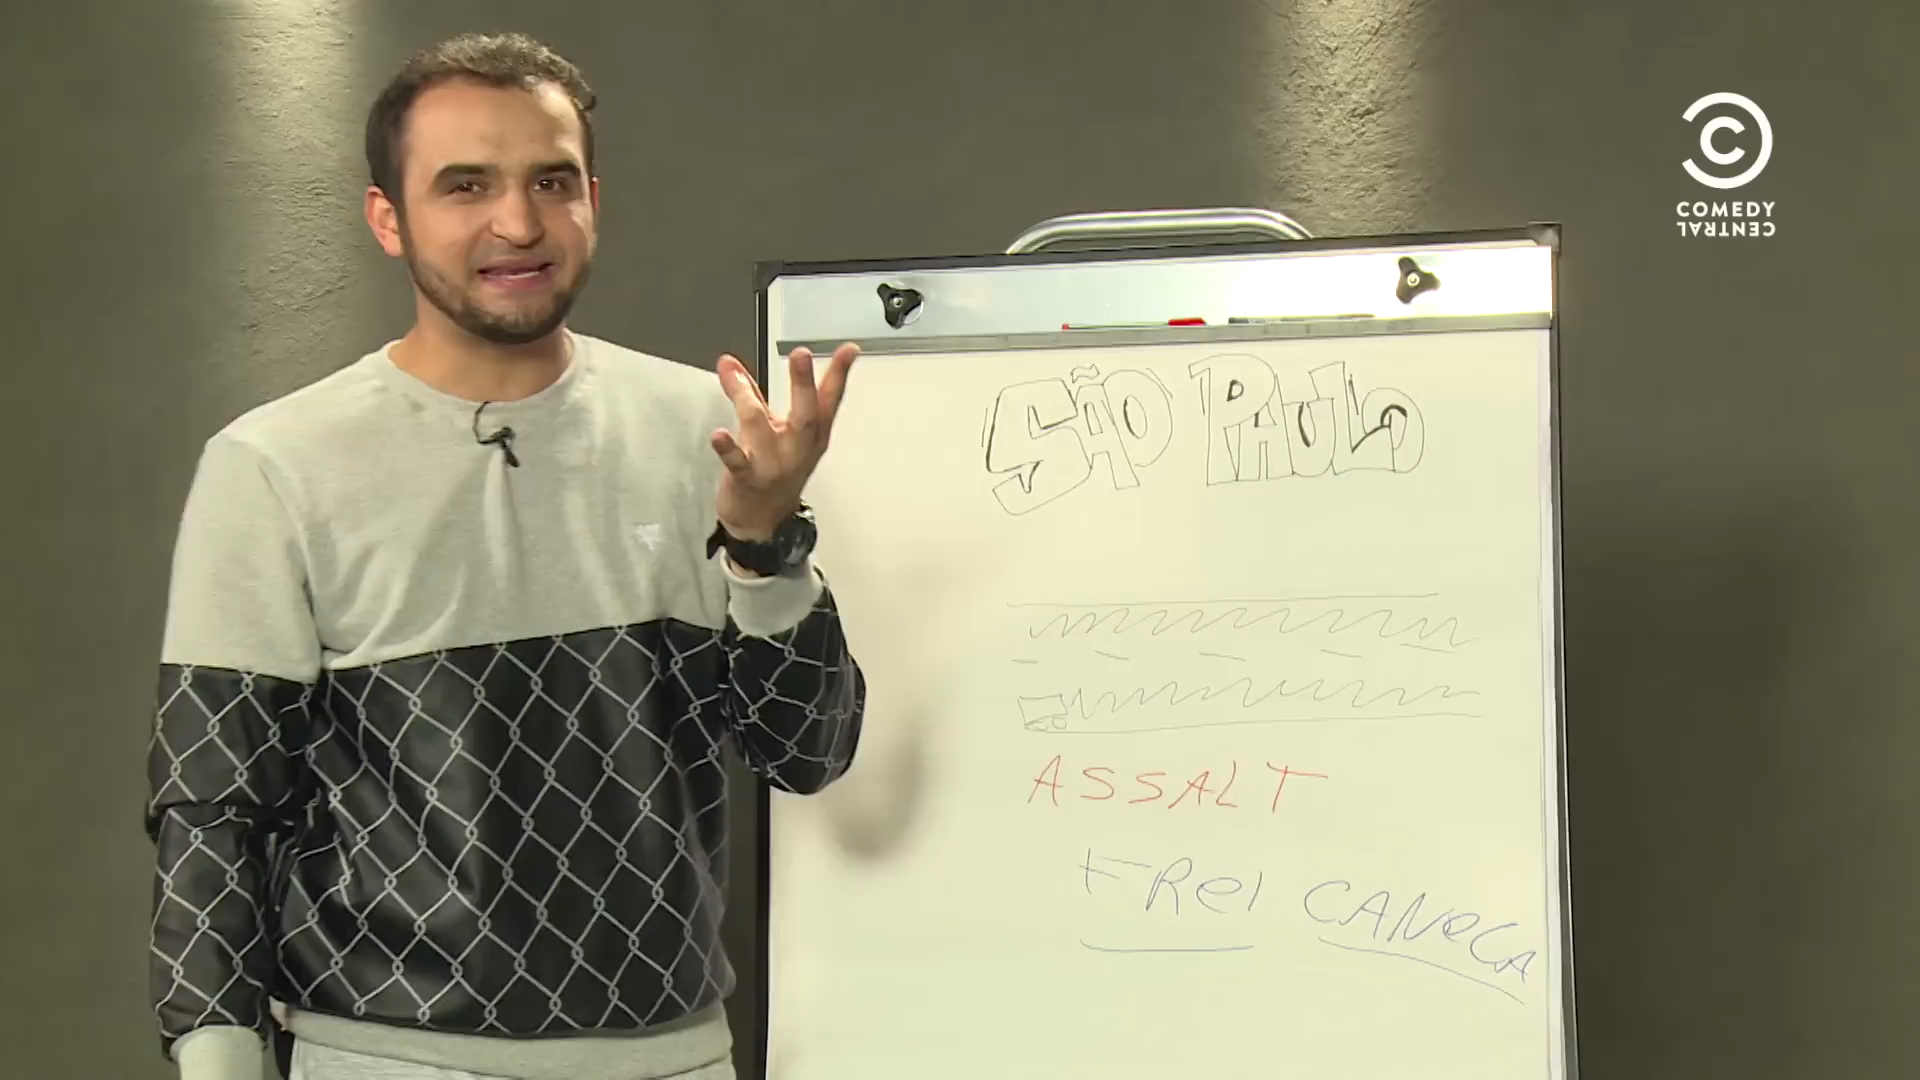 COMEDY
CENTRAL
SÃO PAULO
ASSALT
FREI CANECA